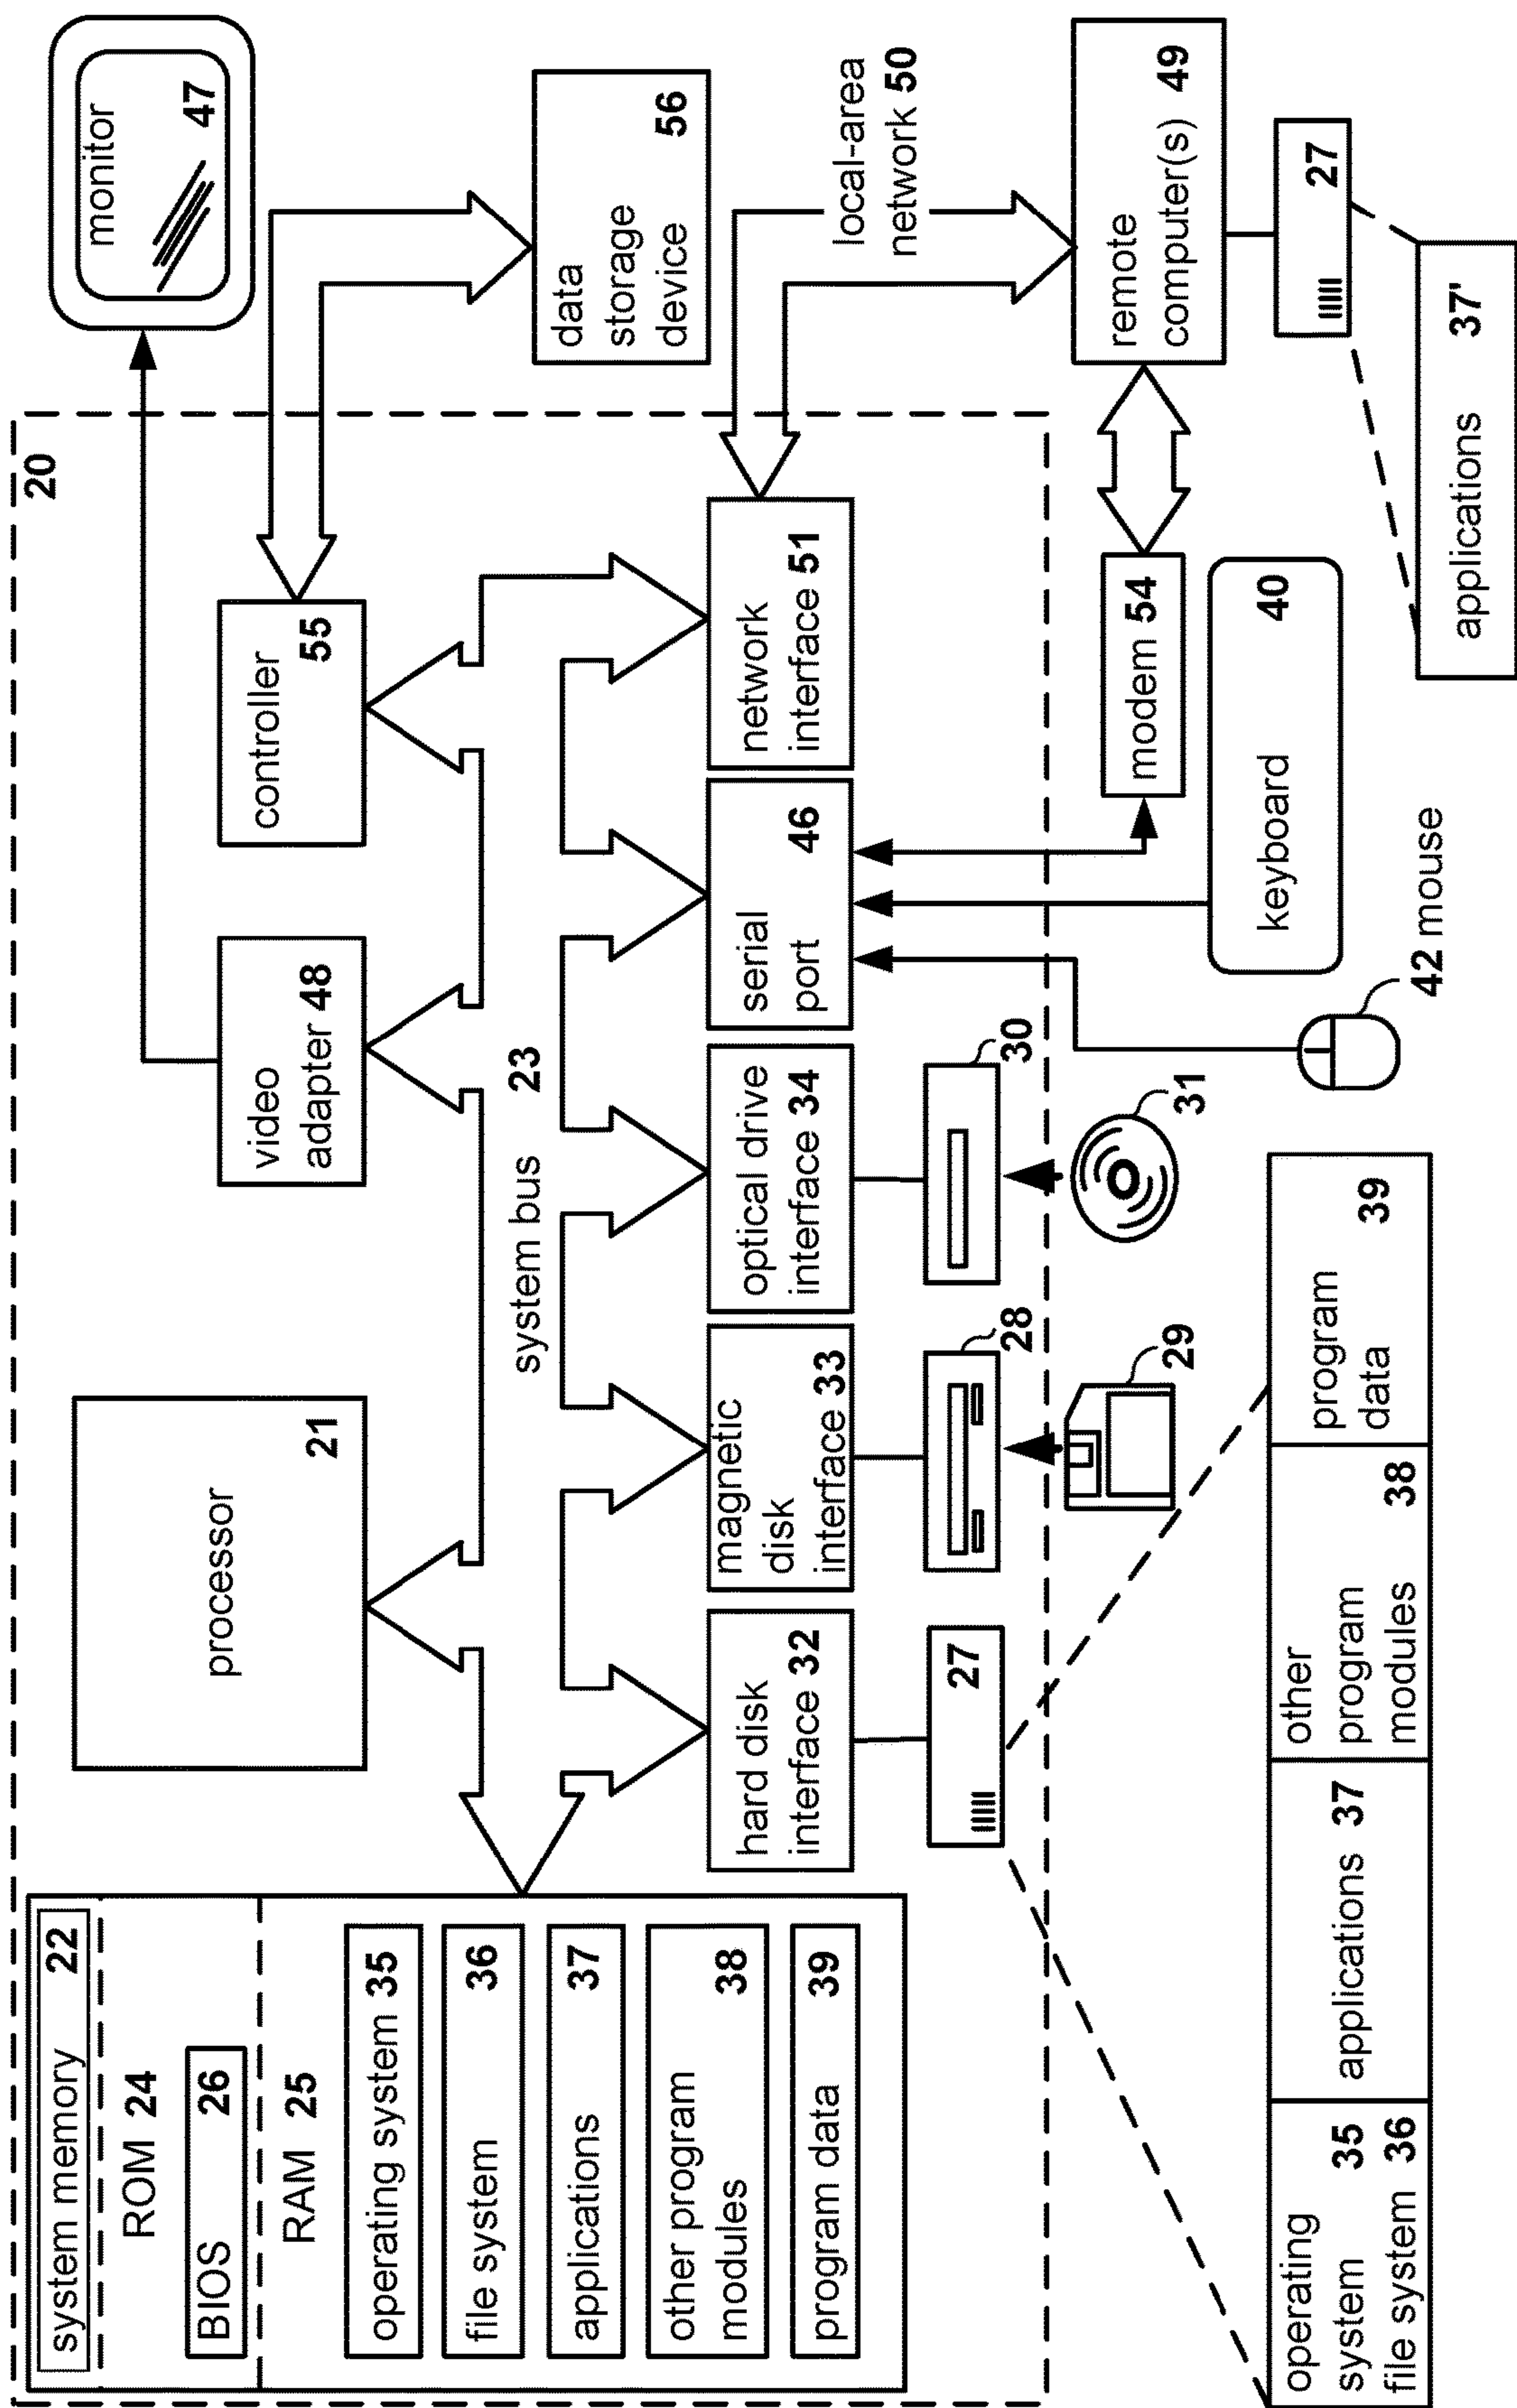 20
system memory 22
ROM 24
BIOS 26
RAM 25
operating system 35
file system 36
applications 37
other program
modules 38
program data 39
processor
21
video
adapter 48
controller
55
monitor
47
system bus 23
data
storage
device 56
hard disk
interface 32
magnetic
disk
interface 33
optical drive
interface 34
serial
port 46
network
interface 51
local-area
network 50
27
28
30
29
31
modem 54
remote
computer(s) 49
keyboard 40
42 mouse
27
applications 37'
operating
system 35
file system 36
applications 37
other
program
modules 38
program
data 39